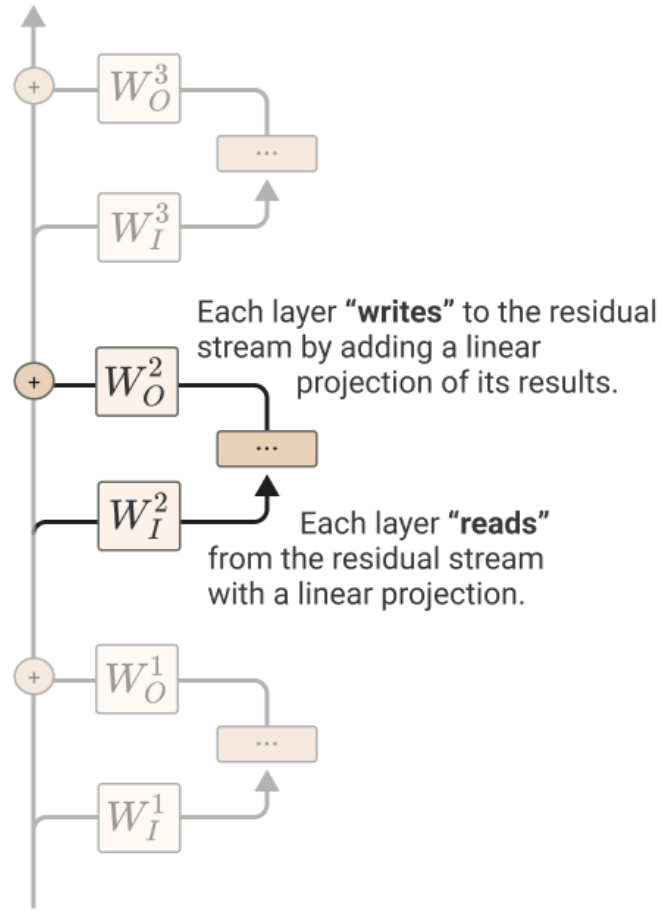 +
W_O^3
...
W_I^3
Each layer “writes” to the residual
stream by adding a linear
projection of its results.
+
W_O^2
...
W_I^2
Each layer “reads”
from the residual stream
with a linear projection.
+
W_O^1
...
W_I^1